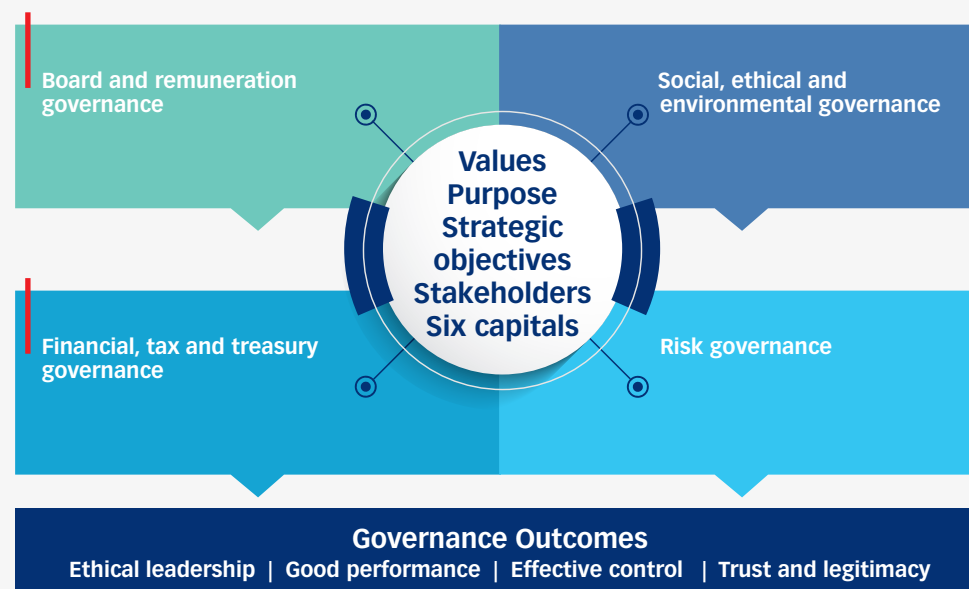 Board and remuneration
governance
Social, ethical and
environmental governance
Values
Purpose
Strategic
objectives
Stakeholders
Six capitals
Financial, tax and treasury
governance
Risk governance
Governance Outcomes
Ethical leadership | Good performance | Effective control | Trust and legitimacy